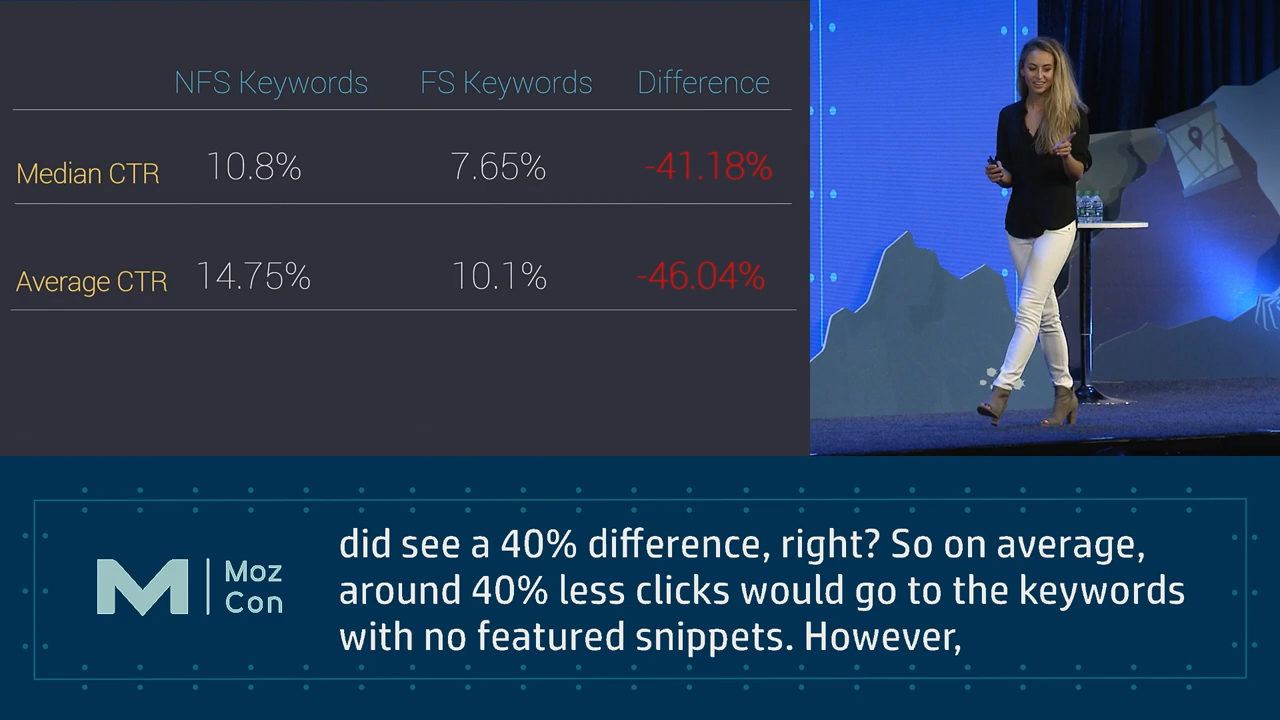 NFS Keywords FS Keywords Difference
Median CTR 10.8% 7.65% -41.18%
Average CTR 14.75% 10.1% -46.04%
Moz
Con
did see a 40% difference, right? So on average,
around 40% less clicks would go to the keywords
with no featured snippets. However,